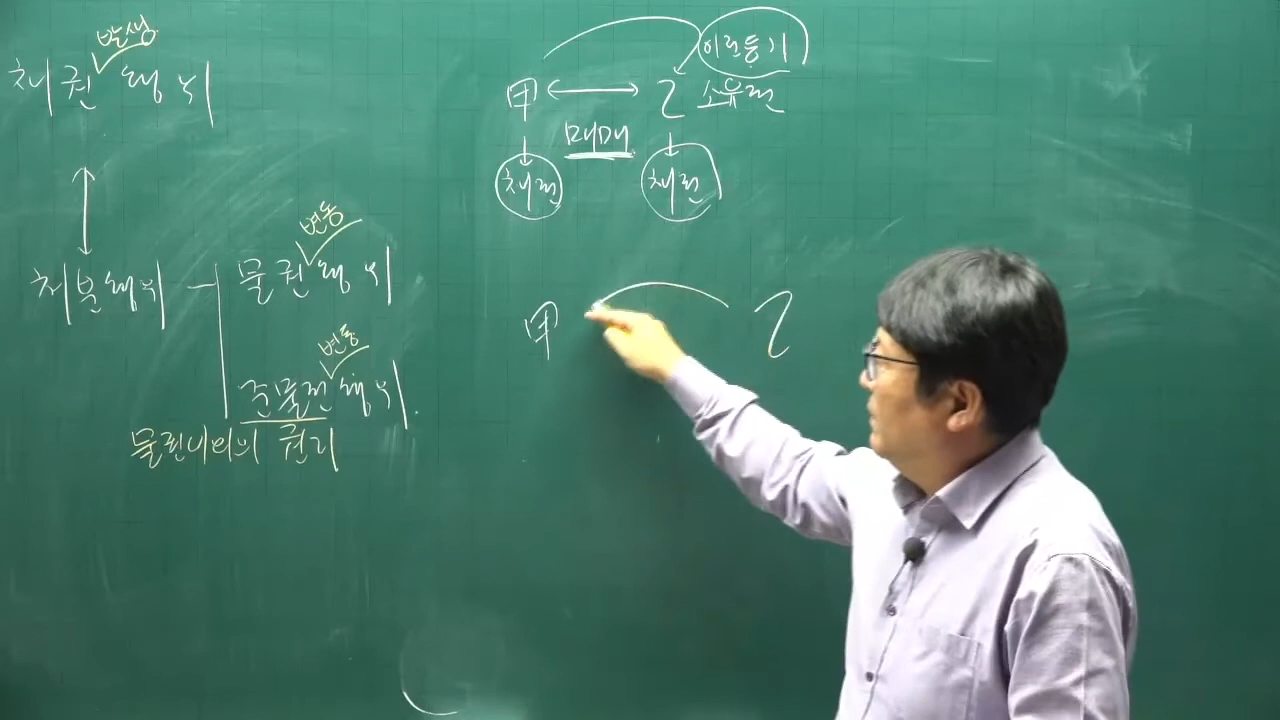 발생
채권행위
처분행위
변동
물권행위
변동
준물권행위.
물권 이외의 권리
이전등기
甲 乙 소유권
매매
채권 채권
甲 乙